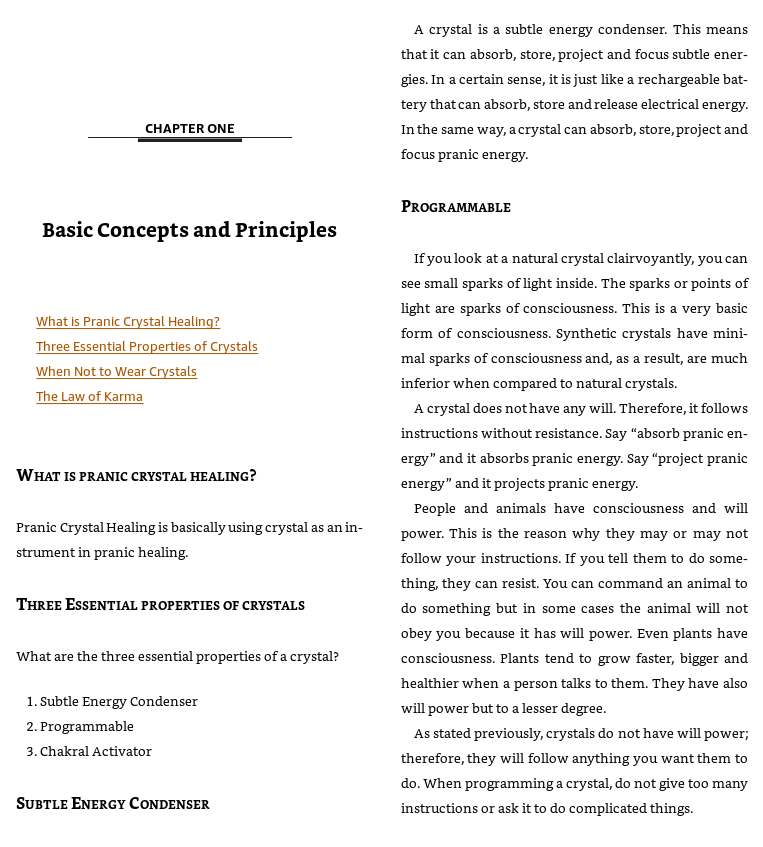 CHAPTER ONE
Basic Concepts and Principles
What is Pranic Crystal Healing?
Three Essential Properties of Crystals
When Not to Wear Crystals
The Law of Karma
What is pranic crystal healing?
Pranic Crystal Healing is basically using crystal as an in-
strument in pranic healing.
Three Essential properties of crystals
What are the three essential properties of a crystal?
1. Subtle Energy Condenser
2. Programmable
3. Chakral Activator
Subtle Energy Condenser
A crystal is a subtle energy condenser. This means
that it can absorb, store, project and focus subtle ener-
gies. In a certain sense, it is just like a rechargeable bat-
tery that can absorb, store and release electrical energy.
In the same way, a crystal can absorb, store, project and
focus pranic energy.
Programmable
If you look at a natural crystal clairvoyantly, you can
see small sparks of light inside. The sparks or points of
light are sparks of consciousness. This is a very basic
form of consciousness. Synthetic crystals have mini-
mal sparks of consciousness and, as a result, are much
inferior when compared to natural crystals.
A crystal does not have any will. Therefore, it follows
instructions without resistance. Say “absorb pranic en-
ergy” and it absorbs pranic energy. Say “project pranic
energy” and it projects pranic energy.
People and animals have consciousness and will
power. This is the reason why they may or may not
follow your instructions. If you tell them to do some-
thing, they can resist. You can command an animal to
do something but in some cases the animal will not
obey you because it has will power. Even plants have
consciousness. Plants tend to grow faster, bigger and
healthier when a person talks to them. They have also
will power but to a lesser degree.
As stated previously, crystals do not have will power;
therefore, they will follow anything you want them to
do. When programming a crystal, do not give too many
instructions or ask it to do complicated things.